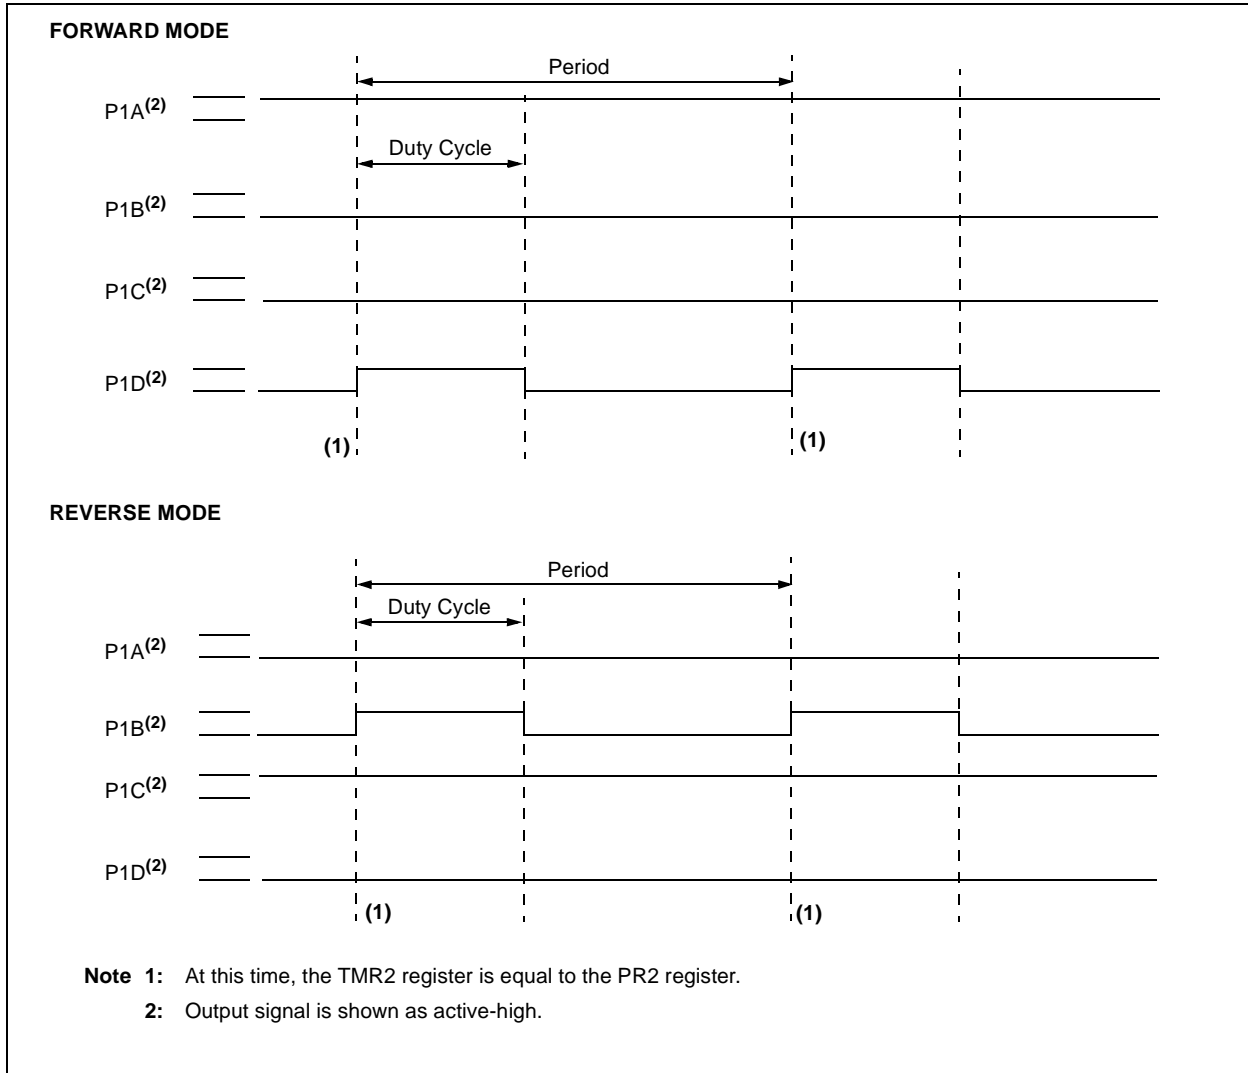 FORWARD MODE
Period
P1A(2)
Duty Cycle
P1B(2)
P1C(2)
P1D(2)
(1)
(1)
REVERSE MODE
Period
Duty Cycle
P1A(2)
P1B(2)
P1C(2)
P1D(2)
(1)
(1)
Note 1: At this time, the TMR2 register is equal to the PR2 register.
2: Output signal is shown as active-high.